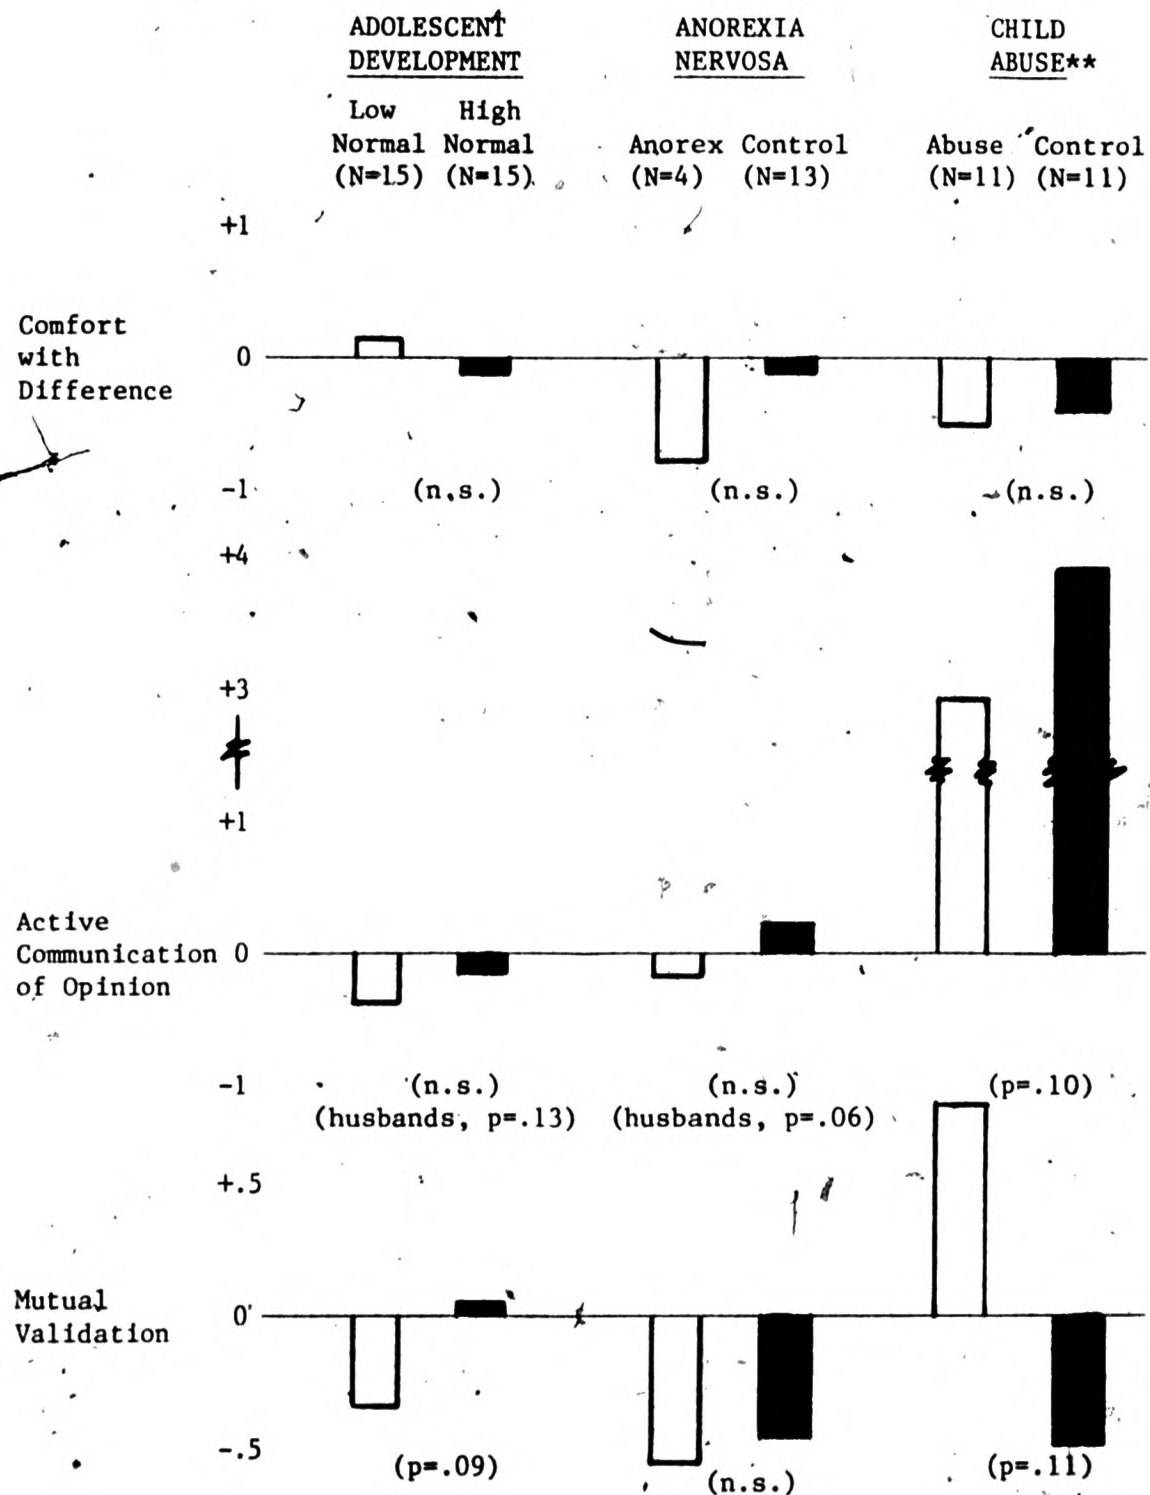 ADOLESCENT ANOREXIA CHILD
DEVELOPMENT NERVOSA ABUSE**
Low High
Normal Normal Anorex Control Abuse Control
(N=15) (N=15) (N=4) (N=13) (N=11) (N=11)
+1
Comfort
with 0
Difference
-1 (n.s.) (n.s.) (n.s.)
+4
+3
+1
Active
Communication 0
of Opinion
-1 (n.s.) (n.s.) (p=.10)
(husbands, p=.13) (husbands, p=.06)
+.5
Mutual 0
Validation
-.5 (p=.09) (n.s.) (p=.11)